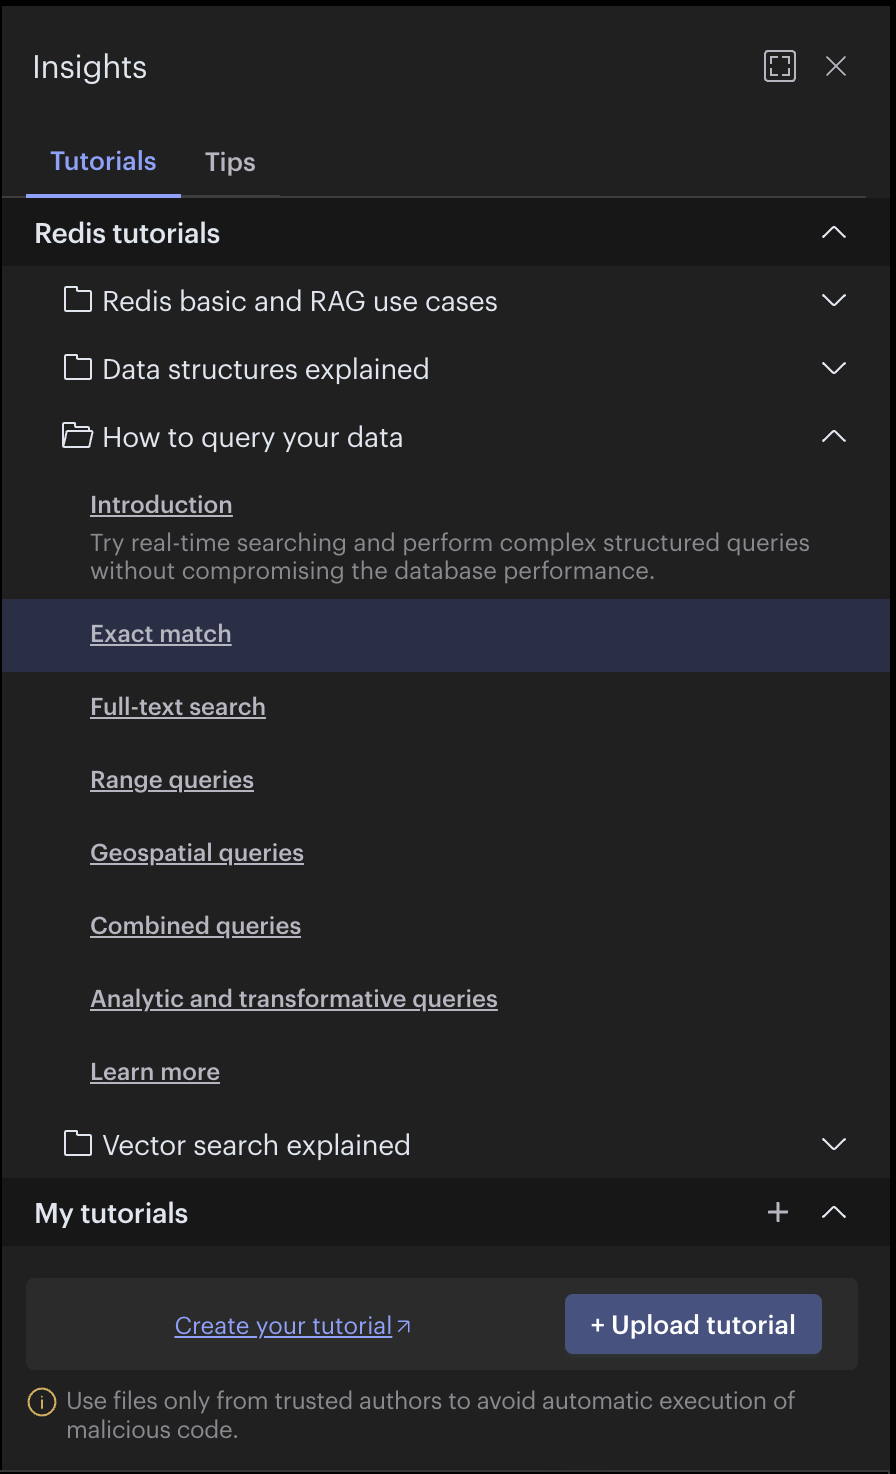 Insights
Tutorials Tips
Redis tutorials
Redis basic and RAG use cases
Data structures explained
How to query your data
Introduction
Try real-time searching and perform complex structured queries
without compromising the database performance.
Exact match
Full-text search
Range queries
Geospatial queries
Combined queries
Analytic and transformative queries
Learn more
Vector search explained
My tutorials
Create your tutorial
+ Upload tutorial
Use files only from trusted authors to avoid automatic execution of
malicious code.